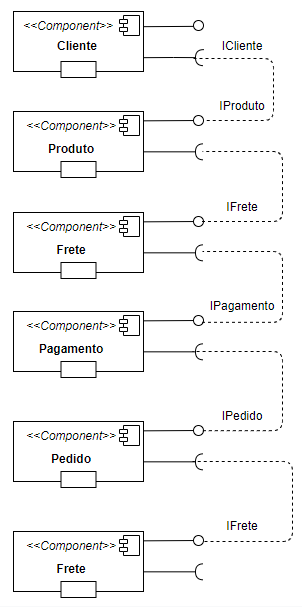 <<Component>>
Cliente
ICliente
IProduto
<<Component>>
Produto
IFrete
<<Component>>
Frete
IPagamento
<<Component>>
Pagamento
IPedido
<<Component>>
Pedido
IFrete
<<Component>>
Frete